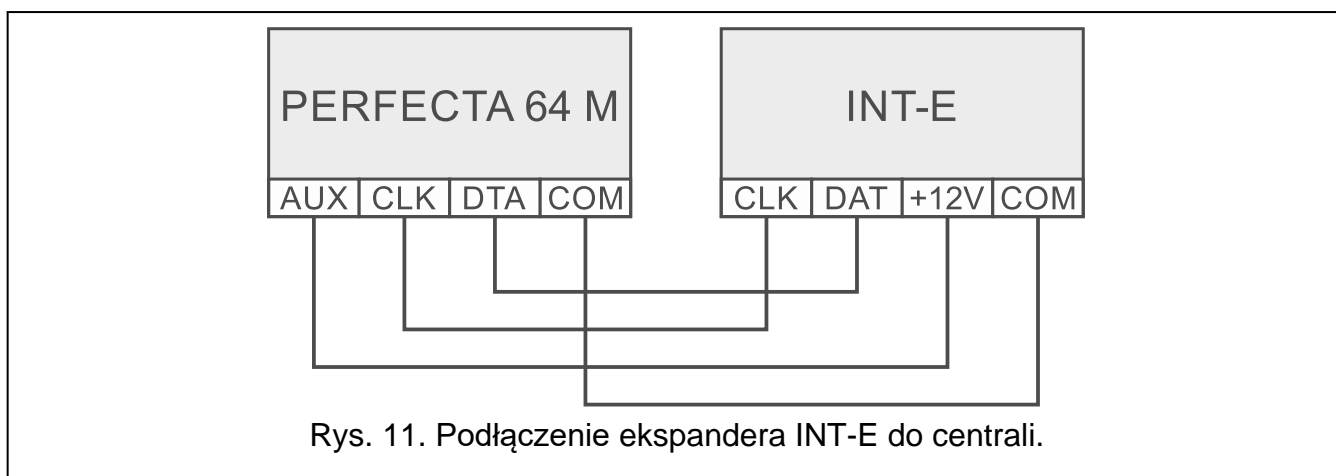 PERFECTA 64 M
INT-E
AUX CLK DTA COM
CLK DAT +12V COM
Rys. 11. Podłączenie ekspandera INT-E do centrali.